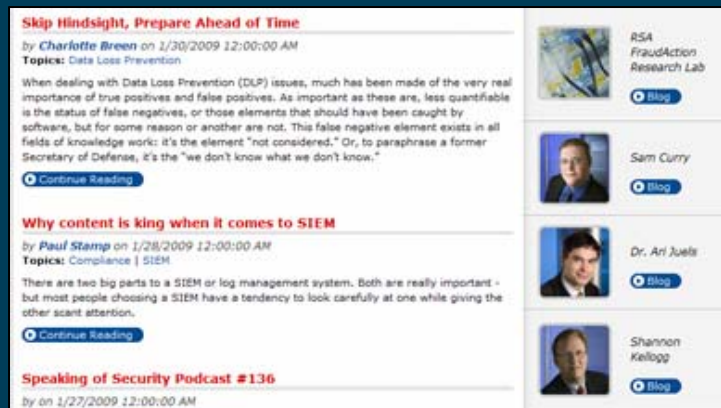 Skip Hindsight, Prepare Ahead of Time
by Charlotte Breen on 1/30/2009 12:00:00 AM
Topics: Data Loss Prevention
When dealing with Data Loss Prevention (DLP) issues, much has been made of the very real
importance of true positives and false positives. As important as these are, less quantifiable
is the status of false negatives, or those elements that should have been caught by
software, but for some reason or another are not. This false negative element exists in all
fields of knowledge work: it's the element "not considered." Or, to paraphrase a former
Secretary of Defense, it's the "we don't know what we don't know."
Continue Reading
Why content is king when it comes to SIEM
by Paul Stamp on 1/28/2009 12:00:00 AM
Topics: Compliance | SIEM
There are two big parts to a SIEM or log management system. Both are really important -
but most people choosing a SIEM have a tendency to look carefully at one while giving the
other scant attention.
Continue Reading
Speaking of Security Podcast #136
by on 1/27/2009 12:00:00 AM
RSA
FraudAction
Research Lab
Blog
Sam Curry
Blog
Dr. Ari Juels
Blog
Shannon
Kellogg
Blog